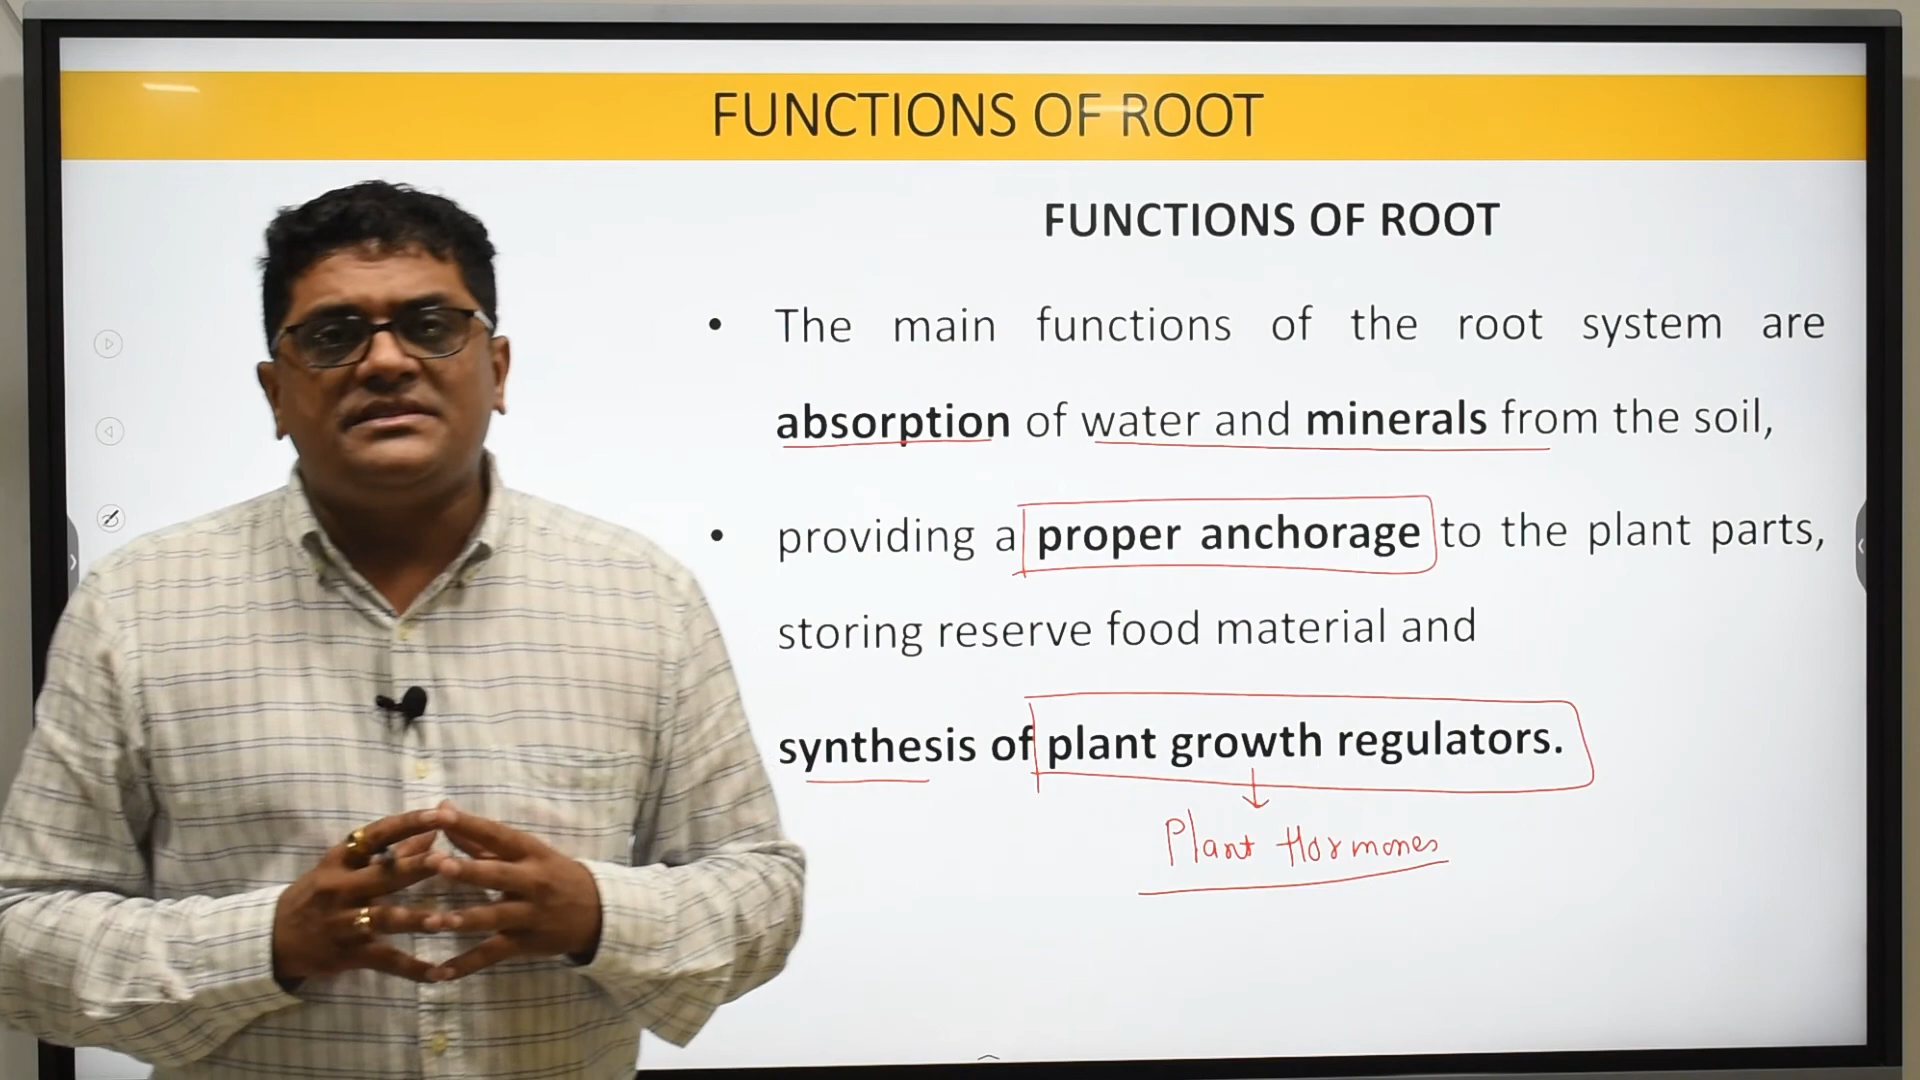 FUNCTIONS OF ROOT
FUNCTIONS OF ROOT
• The main functions of the root system are
absorption of water and minerals from the soil,
• providing a proper anchorage to the plant parts,
storing reserve food material and
synthesis of plant growth regulators.
Plant Hormones